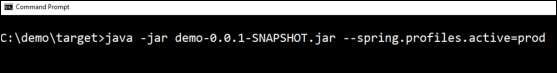 Command Prompt
C:\demo\target>java -jar demo-0.0.1-SNAPSHOT.jar --spring.profiles.active=prod